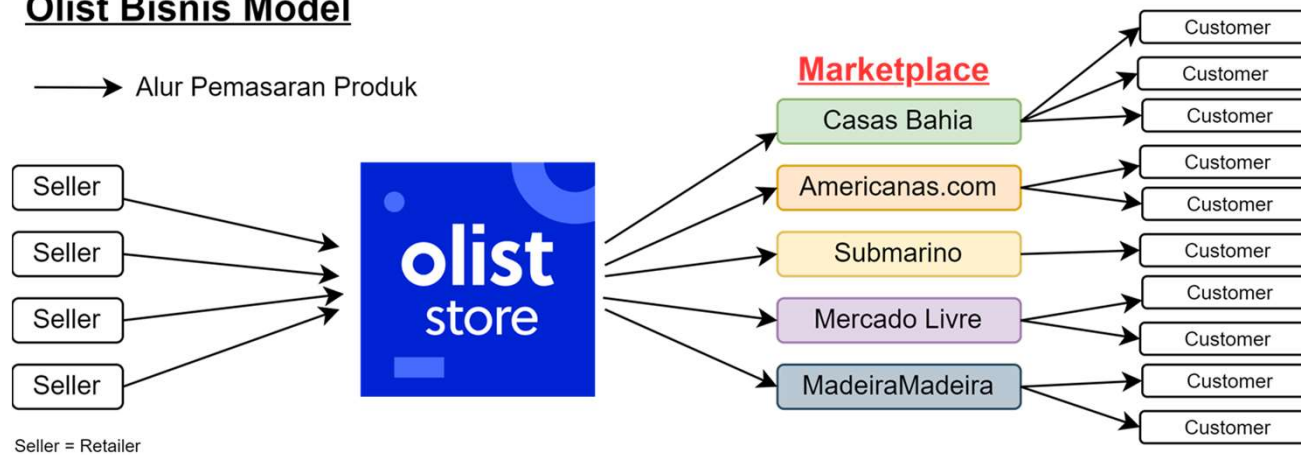 Olist Bisnis Model
Alur Pemasaran Produk
Seller
Seller
Seller
Seller
Seller = Retailer
olist
store
Marketplace
Casas Bahia
Americanas.com
Submarino
Mercado Livre
MadeiraMadeira
Customer
Customer
Customer
Customer
Customer
Customer
Customer
Customer
Customer
Customer